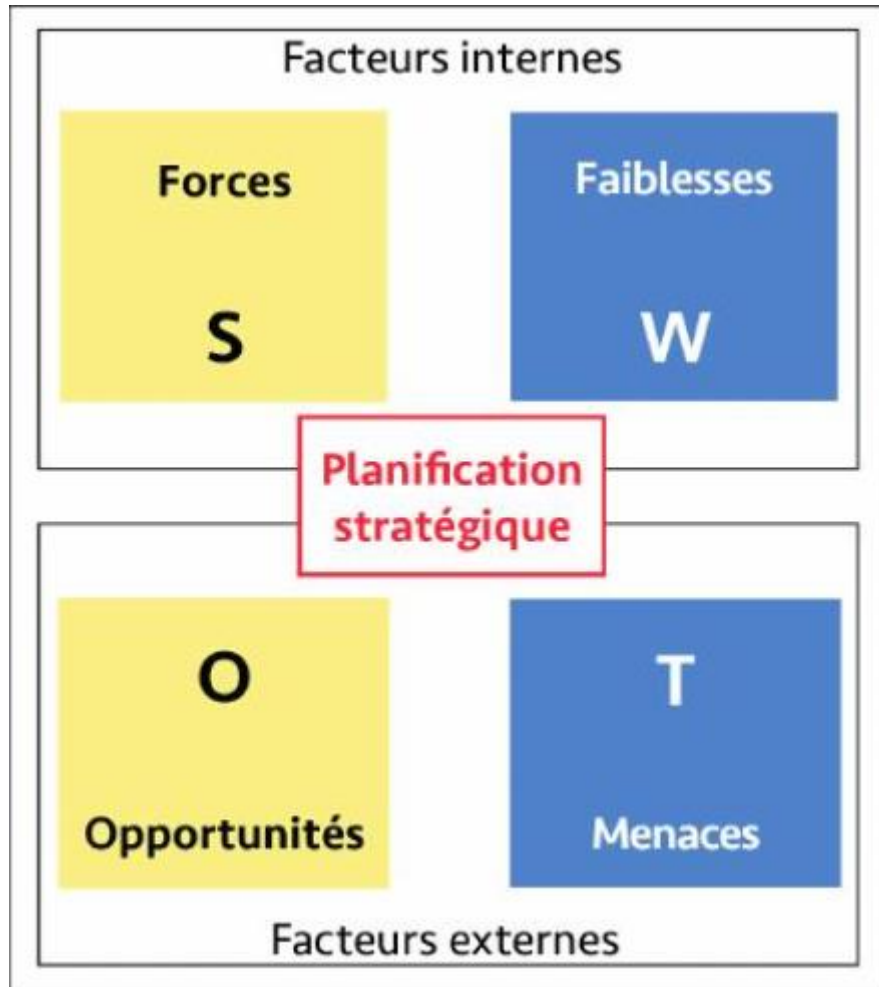 Facteurs internes
Forces
Faiblesses
S
W
Planification
stratégique
O
T
Opportunités
Menaces
Facteurs externes